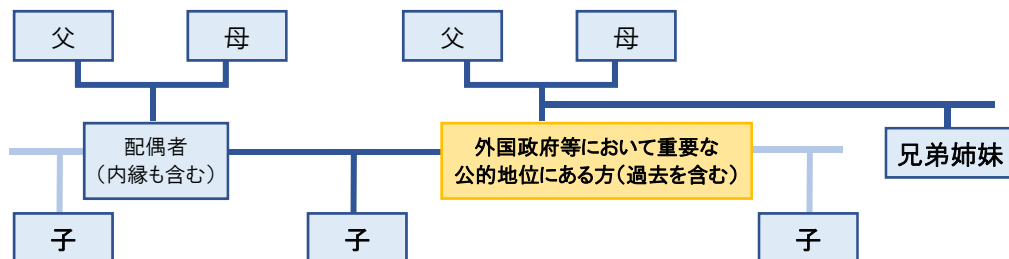 父
母
父
母
配偶者
（内縁も含む）
外国政府等において重要な
公的地位にある方（過去を含む）
兄弟姉妹
子
子
子